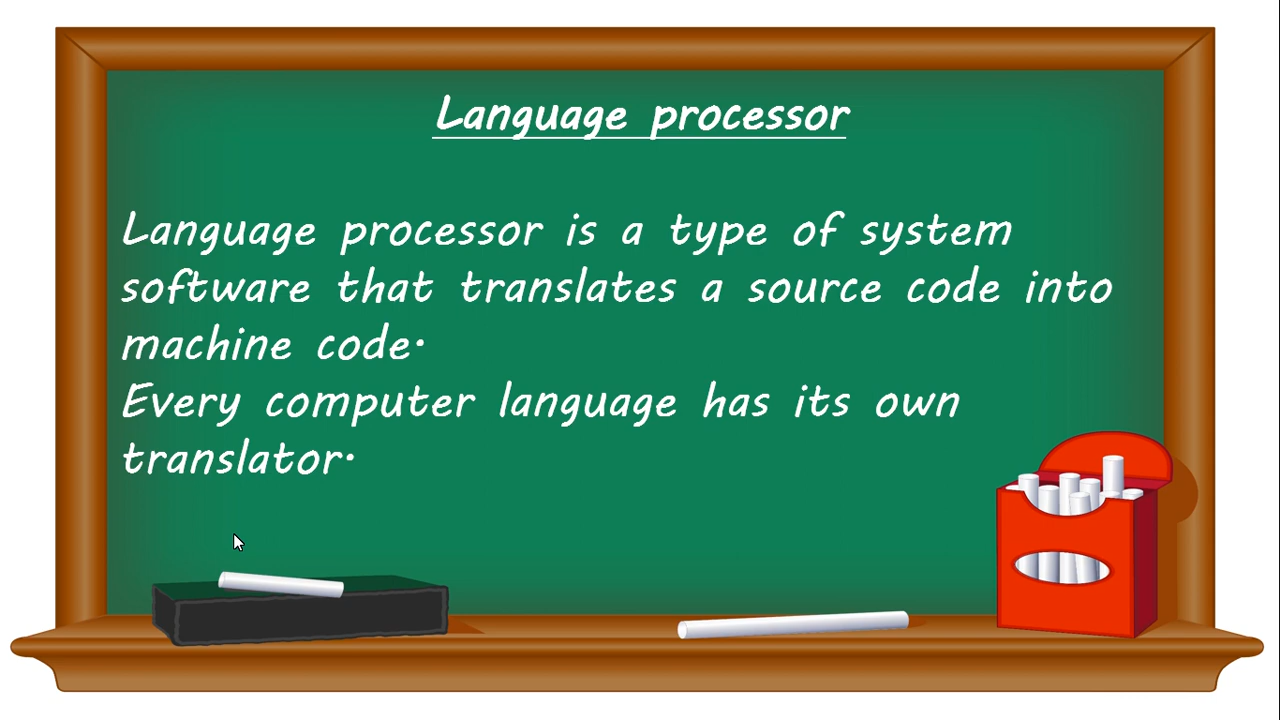 Language processor
Language processor is a type of system
software that translates a source code into
machine code.
Every computer language has its own
translator.